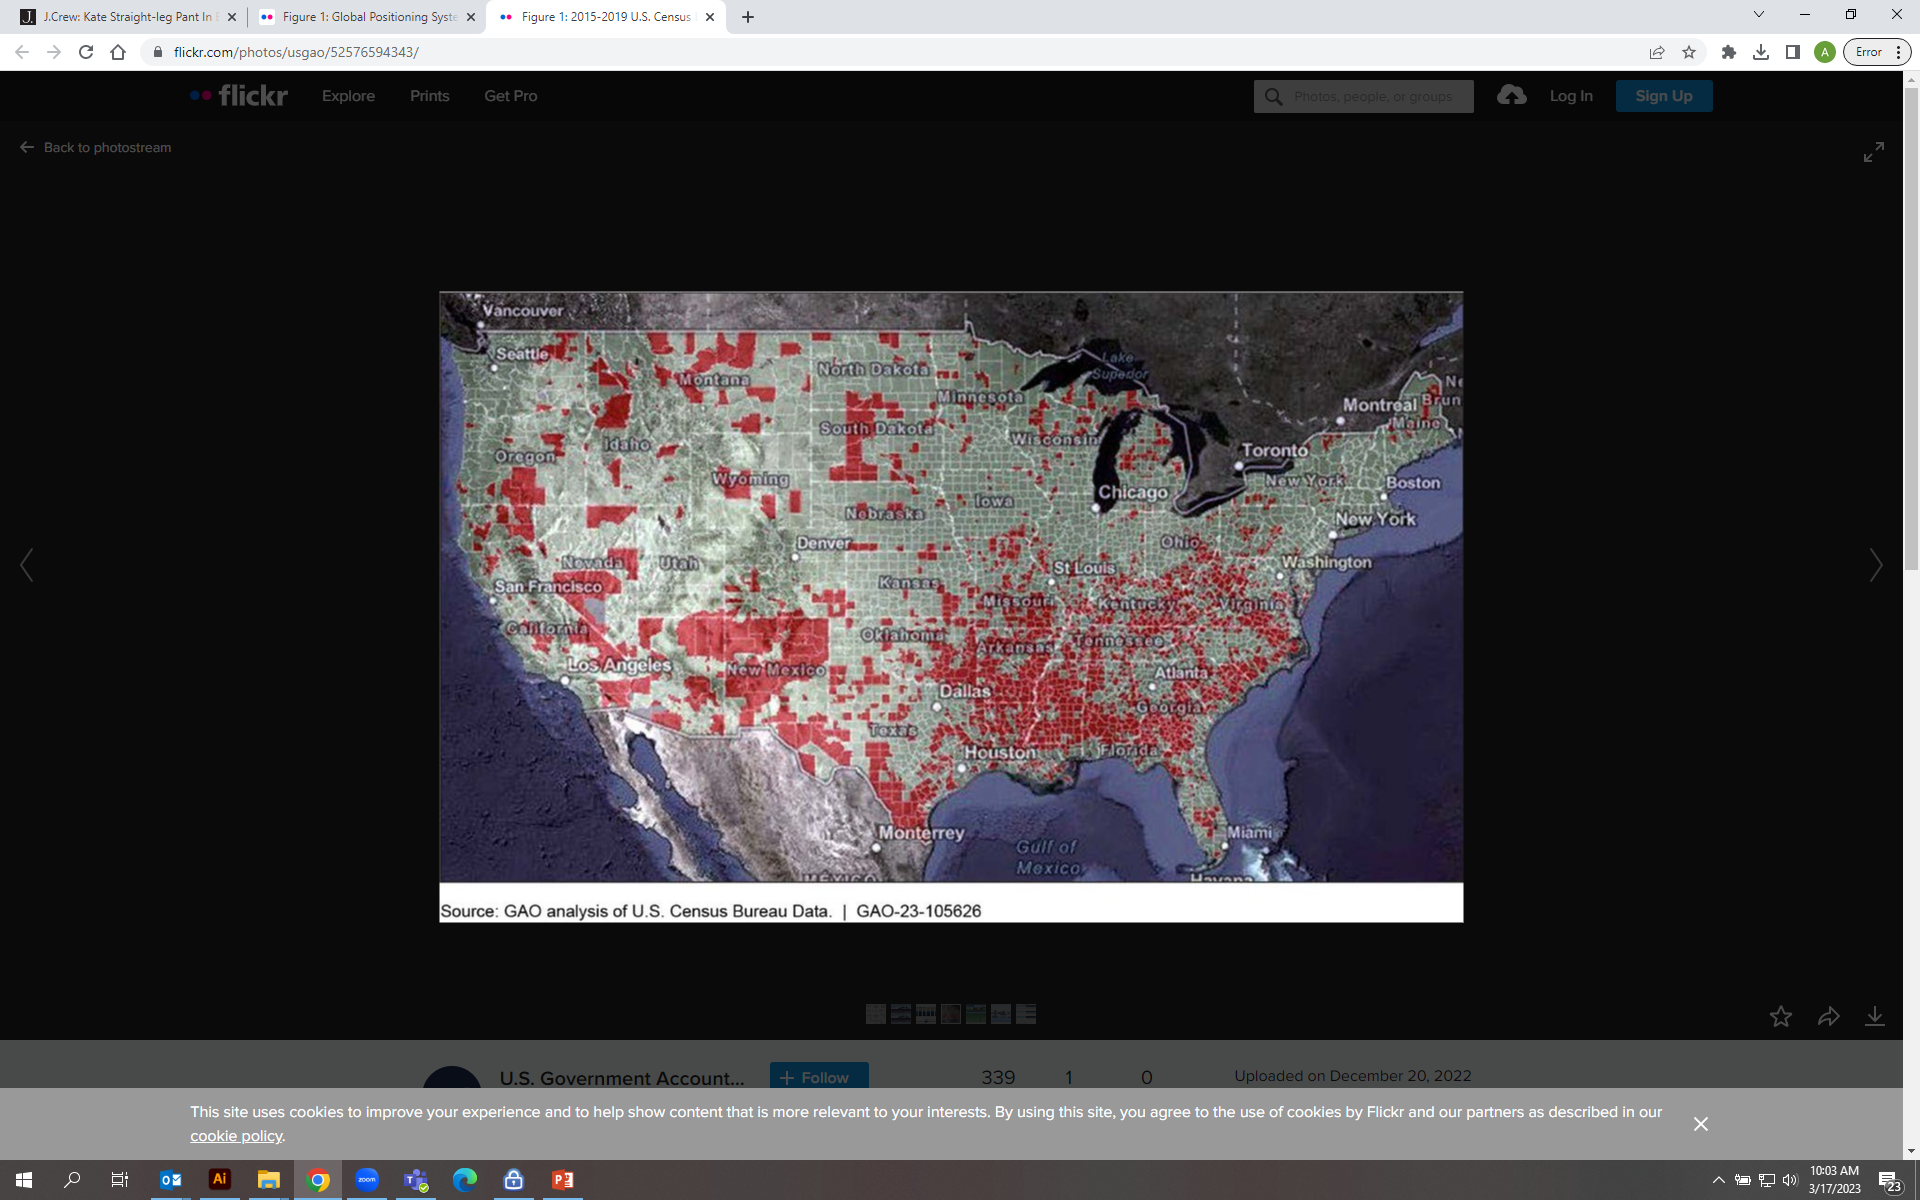 J.Crew: Kate Straight-leg Pant In
Figure 1: Global Positioning Syste
Figure 1: 2015-2019 U.S. Census
flickr.com/photos/usgao/52576594343/
A
Error
flickr
Explore
Prints
Get Pro
Photos, people, or groups
Log In
Sign Up
Back to photostream
Vancouver
Seattle
Montana
North Dakota
Lake
Superior
Minnesota
Montreal
Brun
Maine
South Dakota
Wisconsin
Idaho
Oregon
Toronto
Wyoming
New York
Boston
Chicago
Iowa
Nebraska
New York
Denver
Ohio
Nevada
Utah
St Louis
Washington
San Francisco
Kansas
Missouri
Kentucky
Virginia
California
Oklahoma
Arkansas
Tennessee
Los Angeles
New Mexico
Atlanta
Dallas
Georgia
Texas
Houston
Florida
Monterrey
Miami
Gulf of
Mexico
MÉXICO
Havana
Source: GAO analysis of U.S. Census Bureau Data. | GAO-23-105626
U.S. Government Account...
+ Follow
339
1
0
Uploaded on December 20, 2022
This site uses cookies to improve your experience and to help show content that is more relevant to your interests. By using this site, you agree to the use of cookies by Flickr and our partners as described in our
cookie policy.
Ai
zoom
10:03 AM
3/17/2023
23